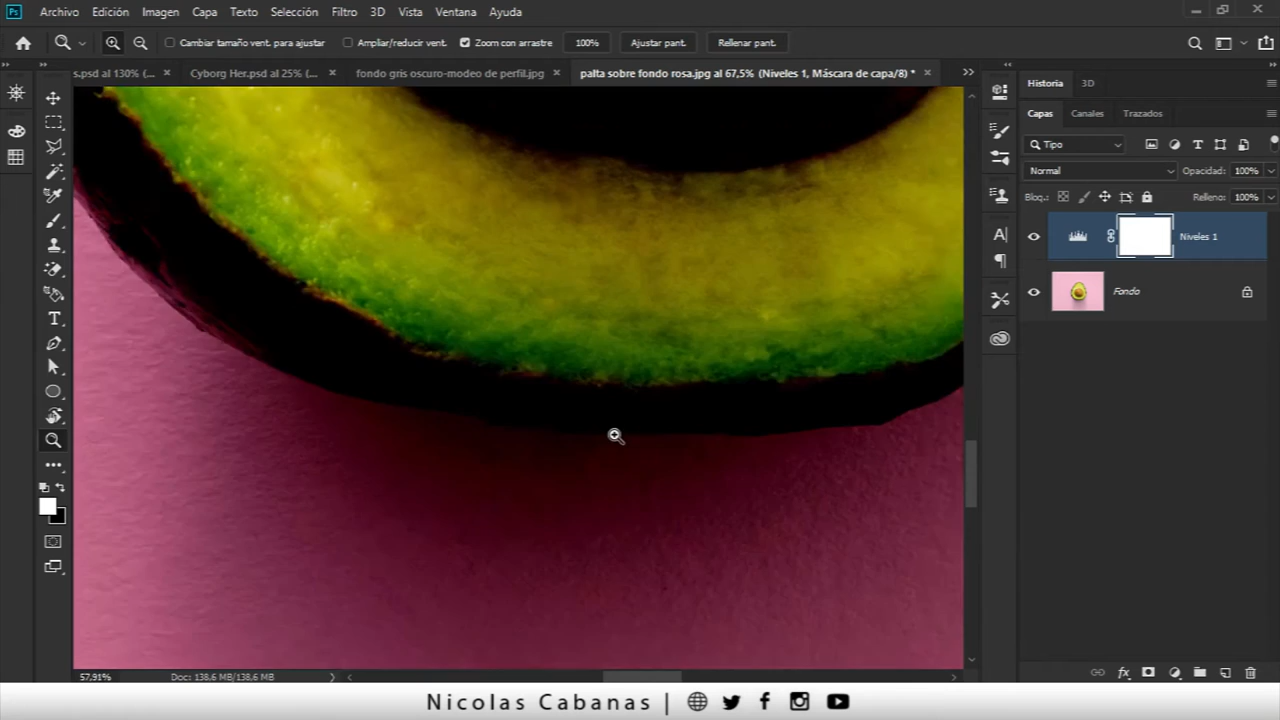 Ps Archivo Edición Imagen Capa Texto Selección Filtro 3D Vista Ventana Ayuda
Cambiar tamaño vent. para ajustar Ampliar/reducir vent. Zoom con arrastre 100% Ajustar pant. Rellenar pant.
s.psd al 130% (... × Cyborg Her.psd al 25% (... × fondo gris oscuro-modeo de perfil.jpg × palta sobre fondo rosa.jpg al 67,5% (Niveles 1, Máscara de capa/8) * ×
Historia 3D
Capas Canales Trazados
Tipo
Normal Opacidad: 100%
Bloq.: Relleno: 100%
Niveles 1
Fondo
57,91% Doc: 138,6 MB/138,6 MB
Nicolas Cabanas |